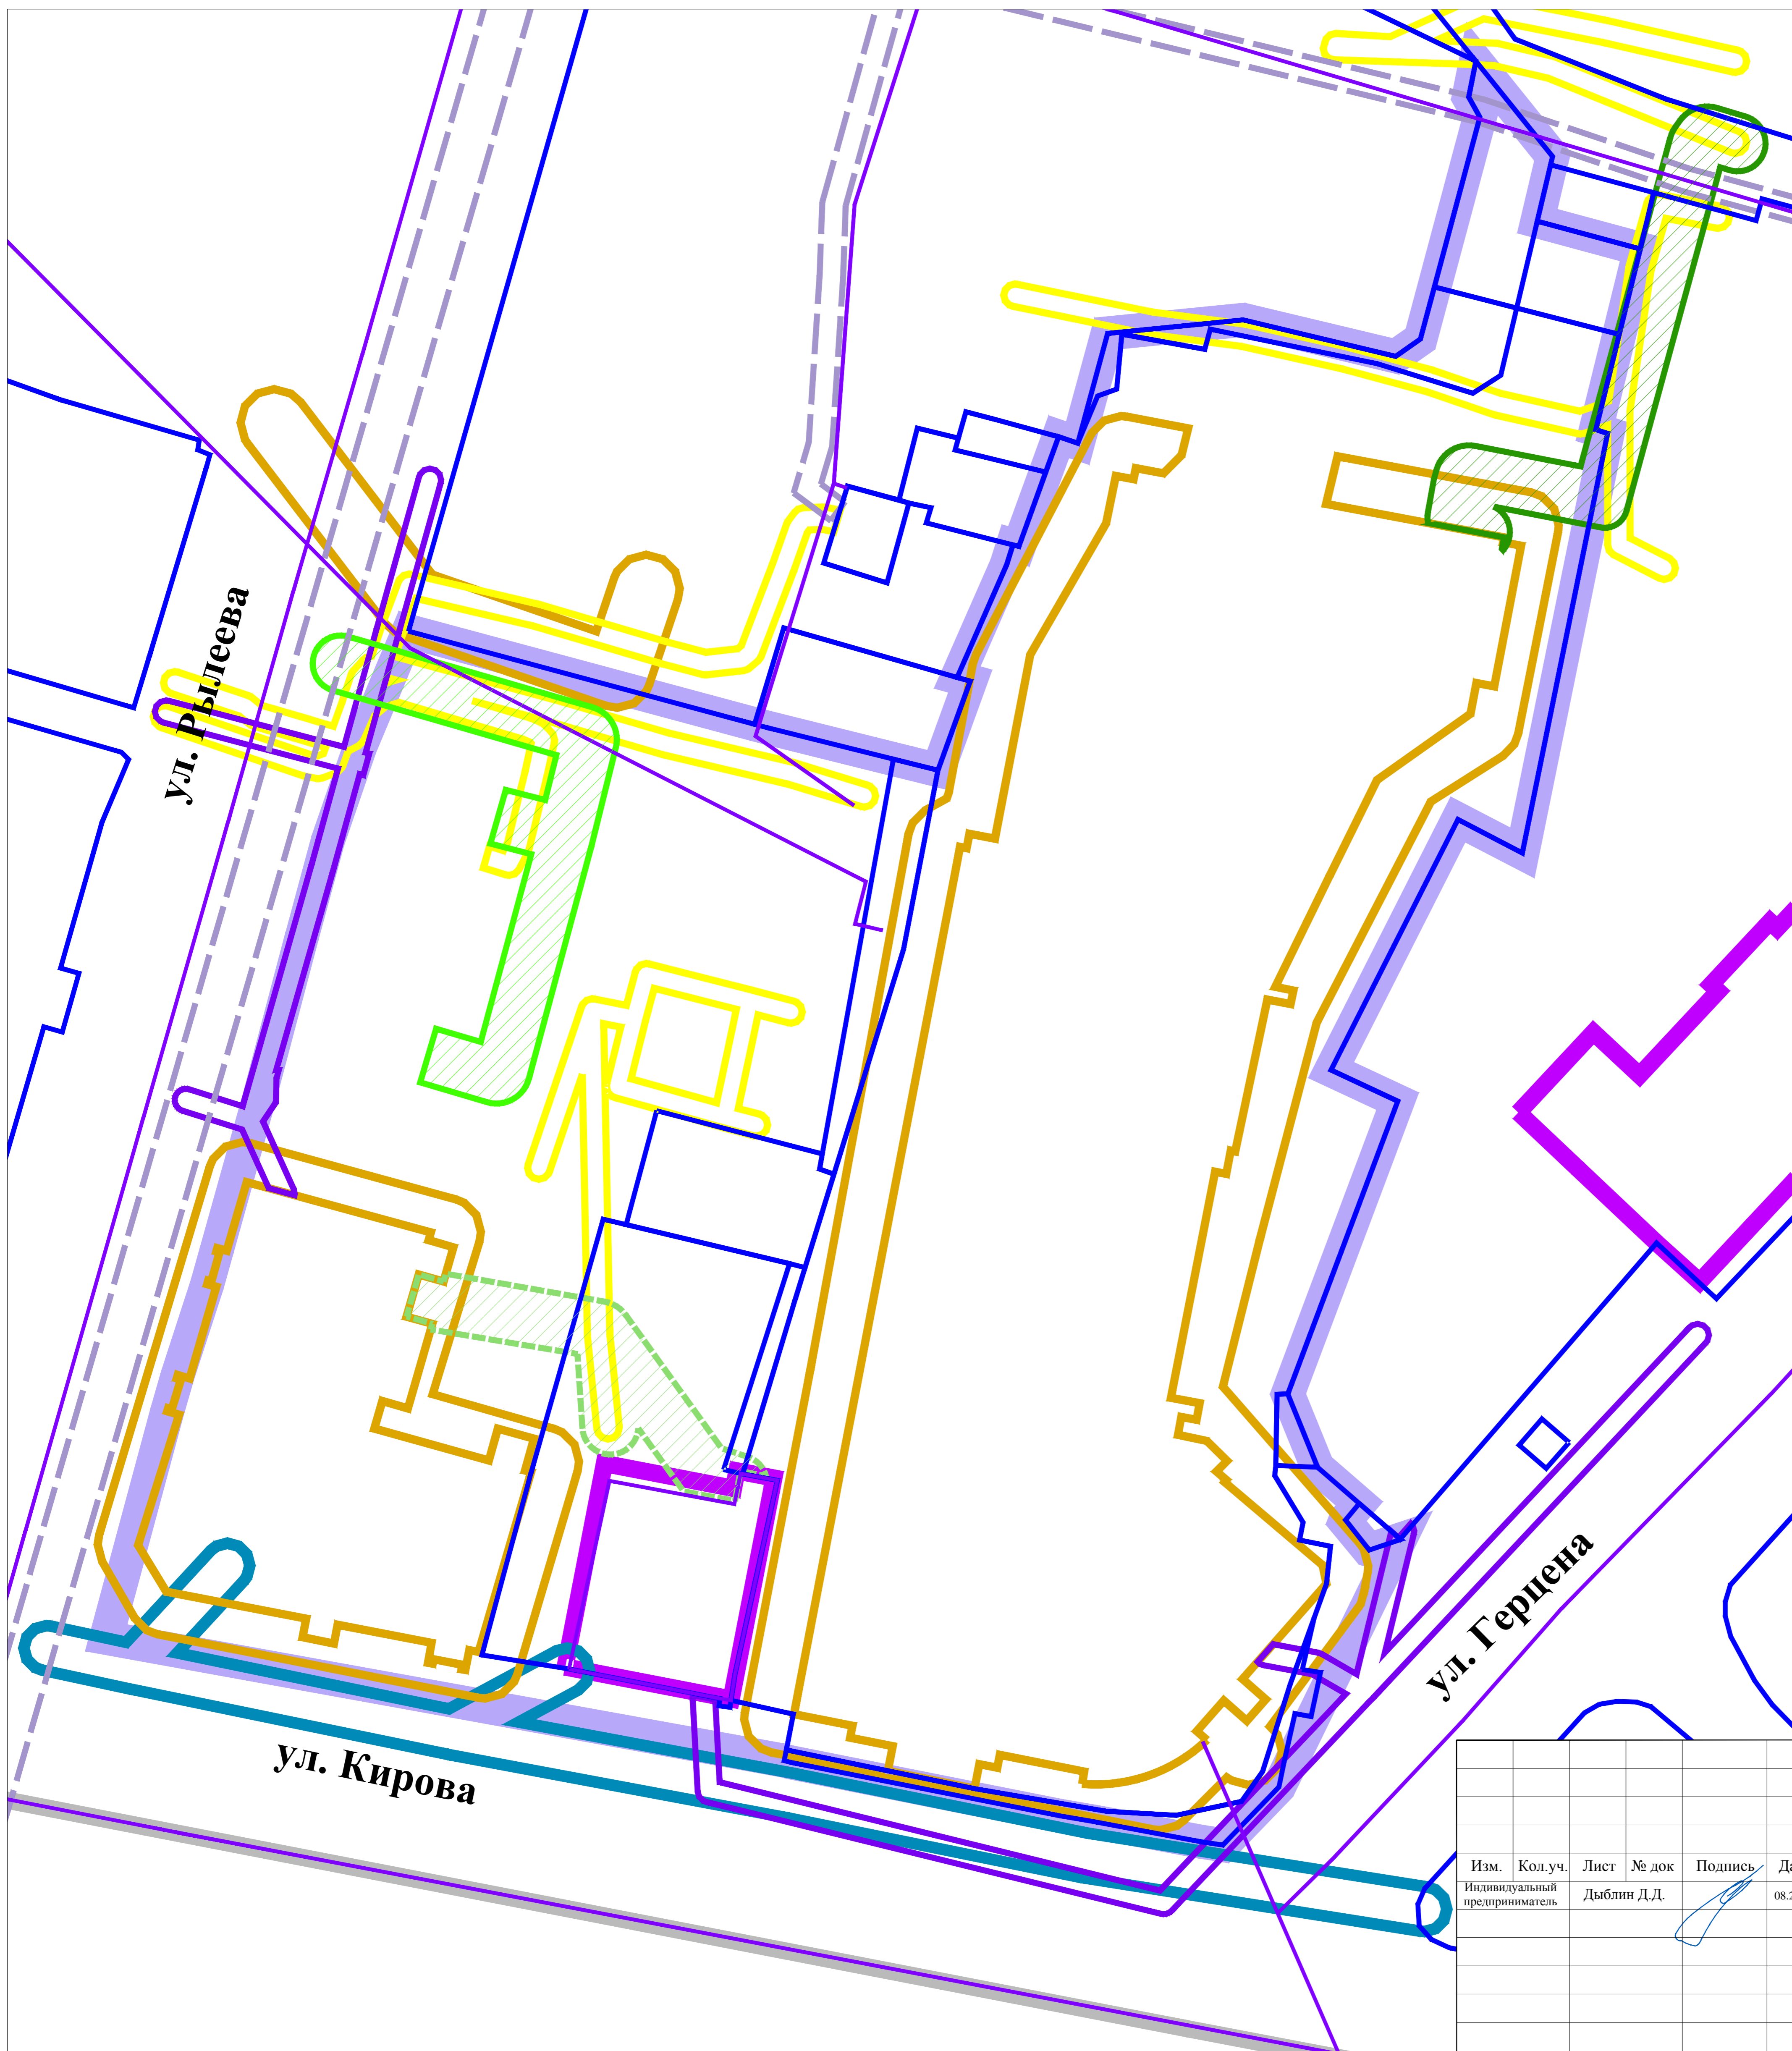 ул. Рылеева
ул. Герцена
ул. Кирова
Изм. Кол.уч. Лист № док Подпись
Индивидуальный
предприниматель Дыблин Д.Д.